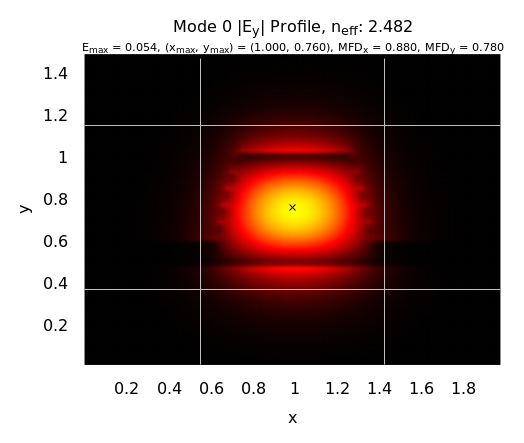 Mode 0 |Ey| Profile, neff: 2.482
Emax = 0.054, (xmax, ymax) = (1.000, 0.760), MFDx = 0.880, MFDy = 0.780
1.4
1.2
1
0.8
0.6
0.4
0.2
y
0.2 0.4 0.6 0.8 1 1.2 1.4 1.6 1.8
x